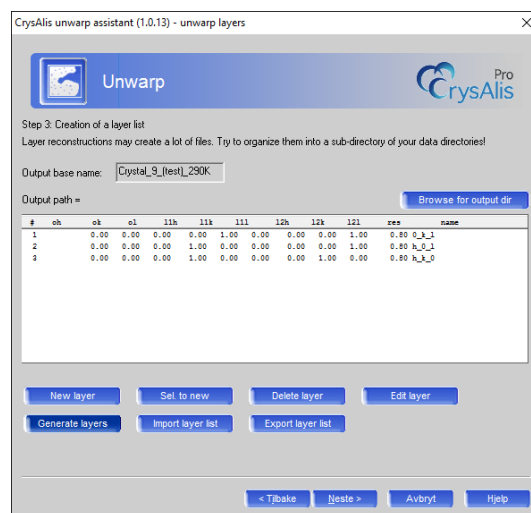 CrysAlis unwarp assistant (1.0.13) - unwarp layers
Unwarp
CrysAlis Pro
Step 3: Creation of a layer list
Layer reconstructions may create a lot of files. Try to organize them into a sub-directory of your data directories!
Output base name: Crystal_9_(test)_290K
Output path =
Browse for output dir
# oh ok ol l1h l1k l1l l2h l2k l2l res name
1 0.00 0.00 0.00 0.00 1.00 0.00 0.00 0.00 1.00 0.80 0_k_l
2 0.00 0.00 0.00 1.00 0.00 0.00 0.00 0.00 1.00 0.80 h_0_l
3 0.00 0.00 0.00 1.00 0.00 0.00 0.00 1.00 0.00 0.80 h_k_0
New layer Sel. to new Delete layer Edit layer
Generate layers Import layer list Export layer list
< Tilbake Neste > Avbryt Hjelp